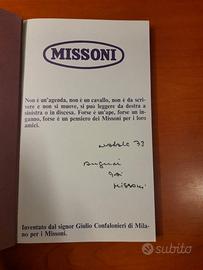 MISSONI
Non è un'agenda, non è un cavallo, non è da scri-
vere e non si muove, si può leggere da destra a
sinistra o in discesa. Forse è un'ape, forse è un in-
ganno, forse è un pensiero dei Missoni per i loro
amici.
Natale 73
auguri
Missoni
Inventato dal signor Giulio Confalonieri di Mila-
no per i Missoni.
subito